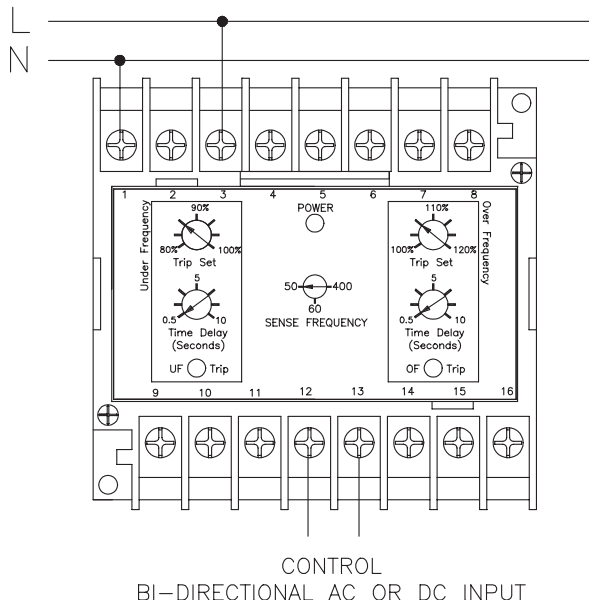 L
N
1 2 3 4 5 6 7 8
Under Frequency
90%
80% 100%
Trip Set
5
0.5 10
Time Delay
(Seconds)
UF Trip
POWER
50 400
60
SENSE FREQUENCY
Over Frequency
110%
100% 120%
Trip Set
5
0.5 10
Time Delay
(Seconds)
OF Trip
9 10 11 12 13 14 15 16
CONTROL
BI-DIRECTIONAL AC OR DC INPUT